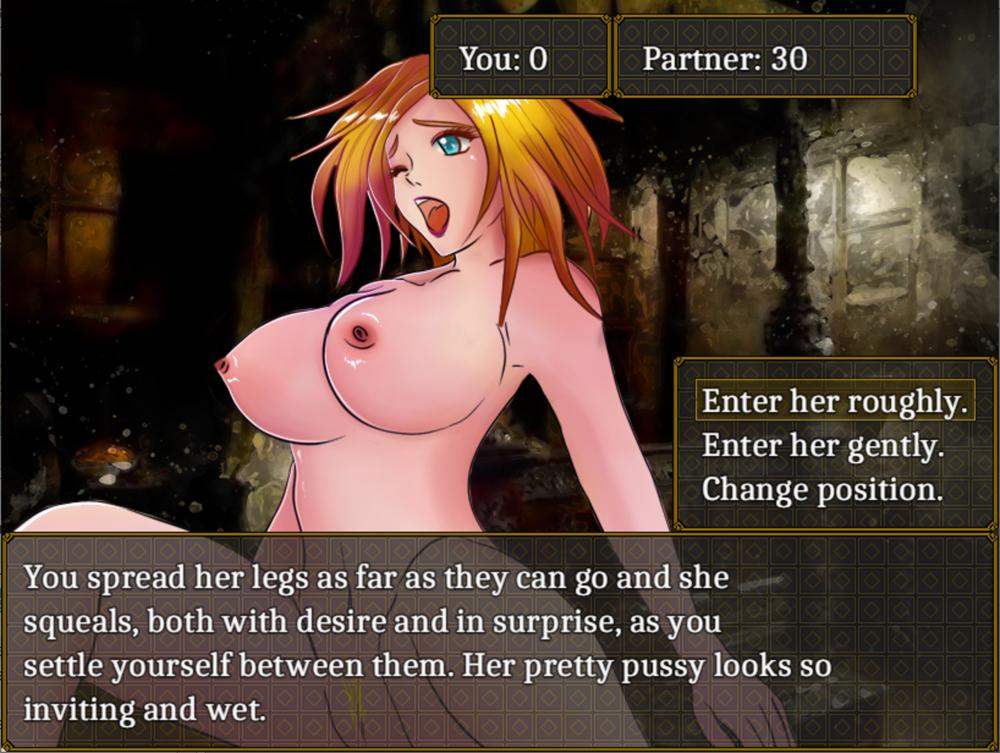 You: 0
Partner: 30
Enter her roughly.
Enter her gently.
Change position.
You spread her legs as far as they can go and she
squeals, both with desire and in surprise, as you
settle yourself between them. Her pretty pussy looks so
inviting and wet.